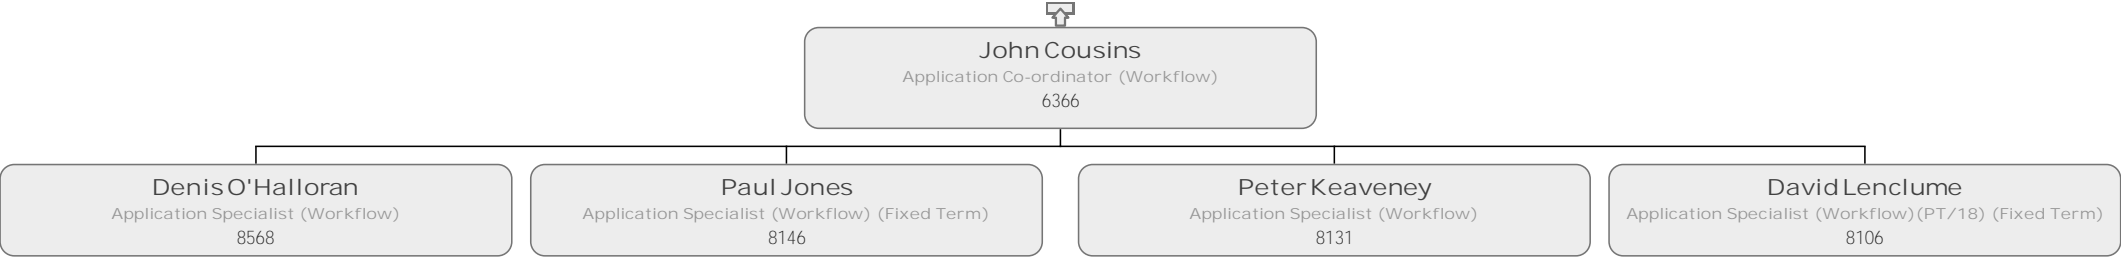 John Cousins
Application Co-ordinator (Workflow)
6366
Denis O'Halloran
Application Specialist (Workflow)
8568
Paul Jones
Application Specialist (Workflow) (Fixed Term)
8146
Peter Keaveney
Application Specialist (Workflow)
8131
David Lenclume
Application Specialist (Workflow)(PT/18) (Fixed Term)
8106